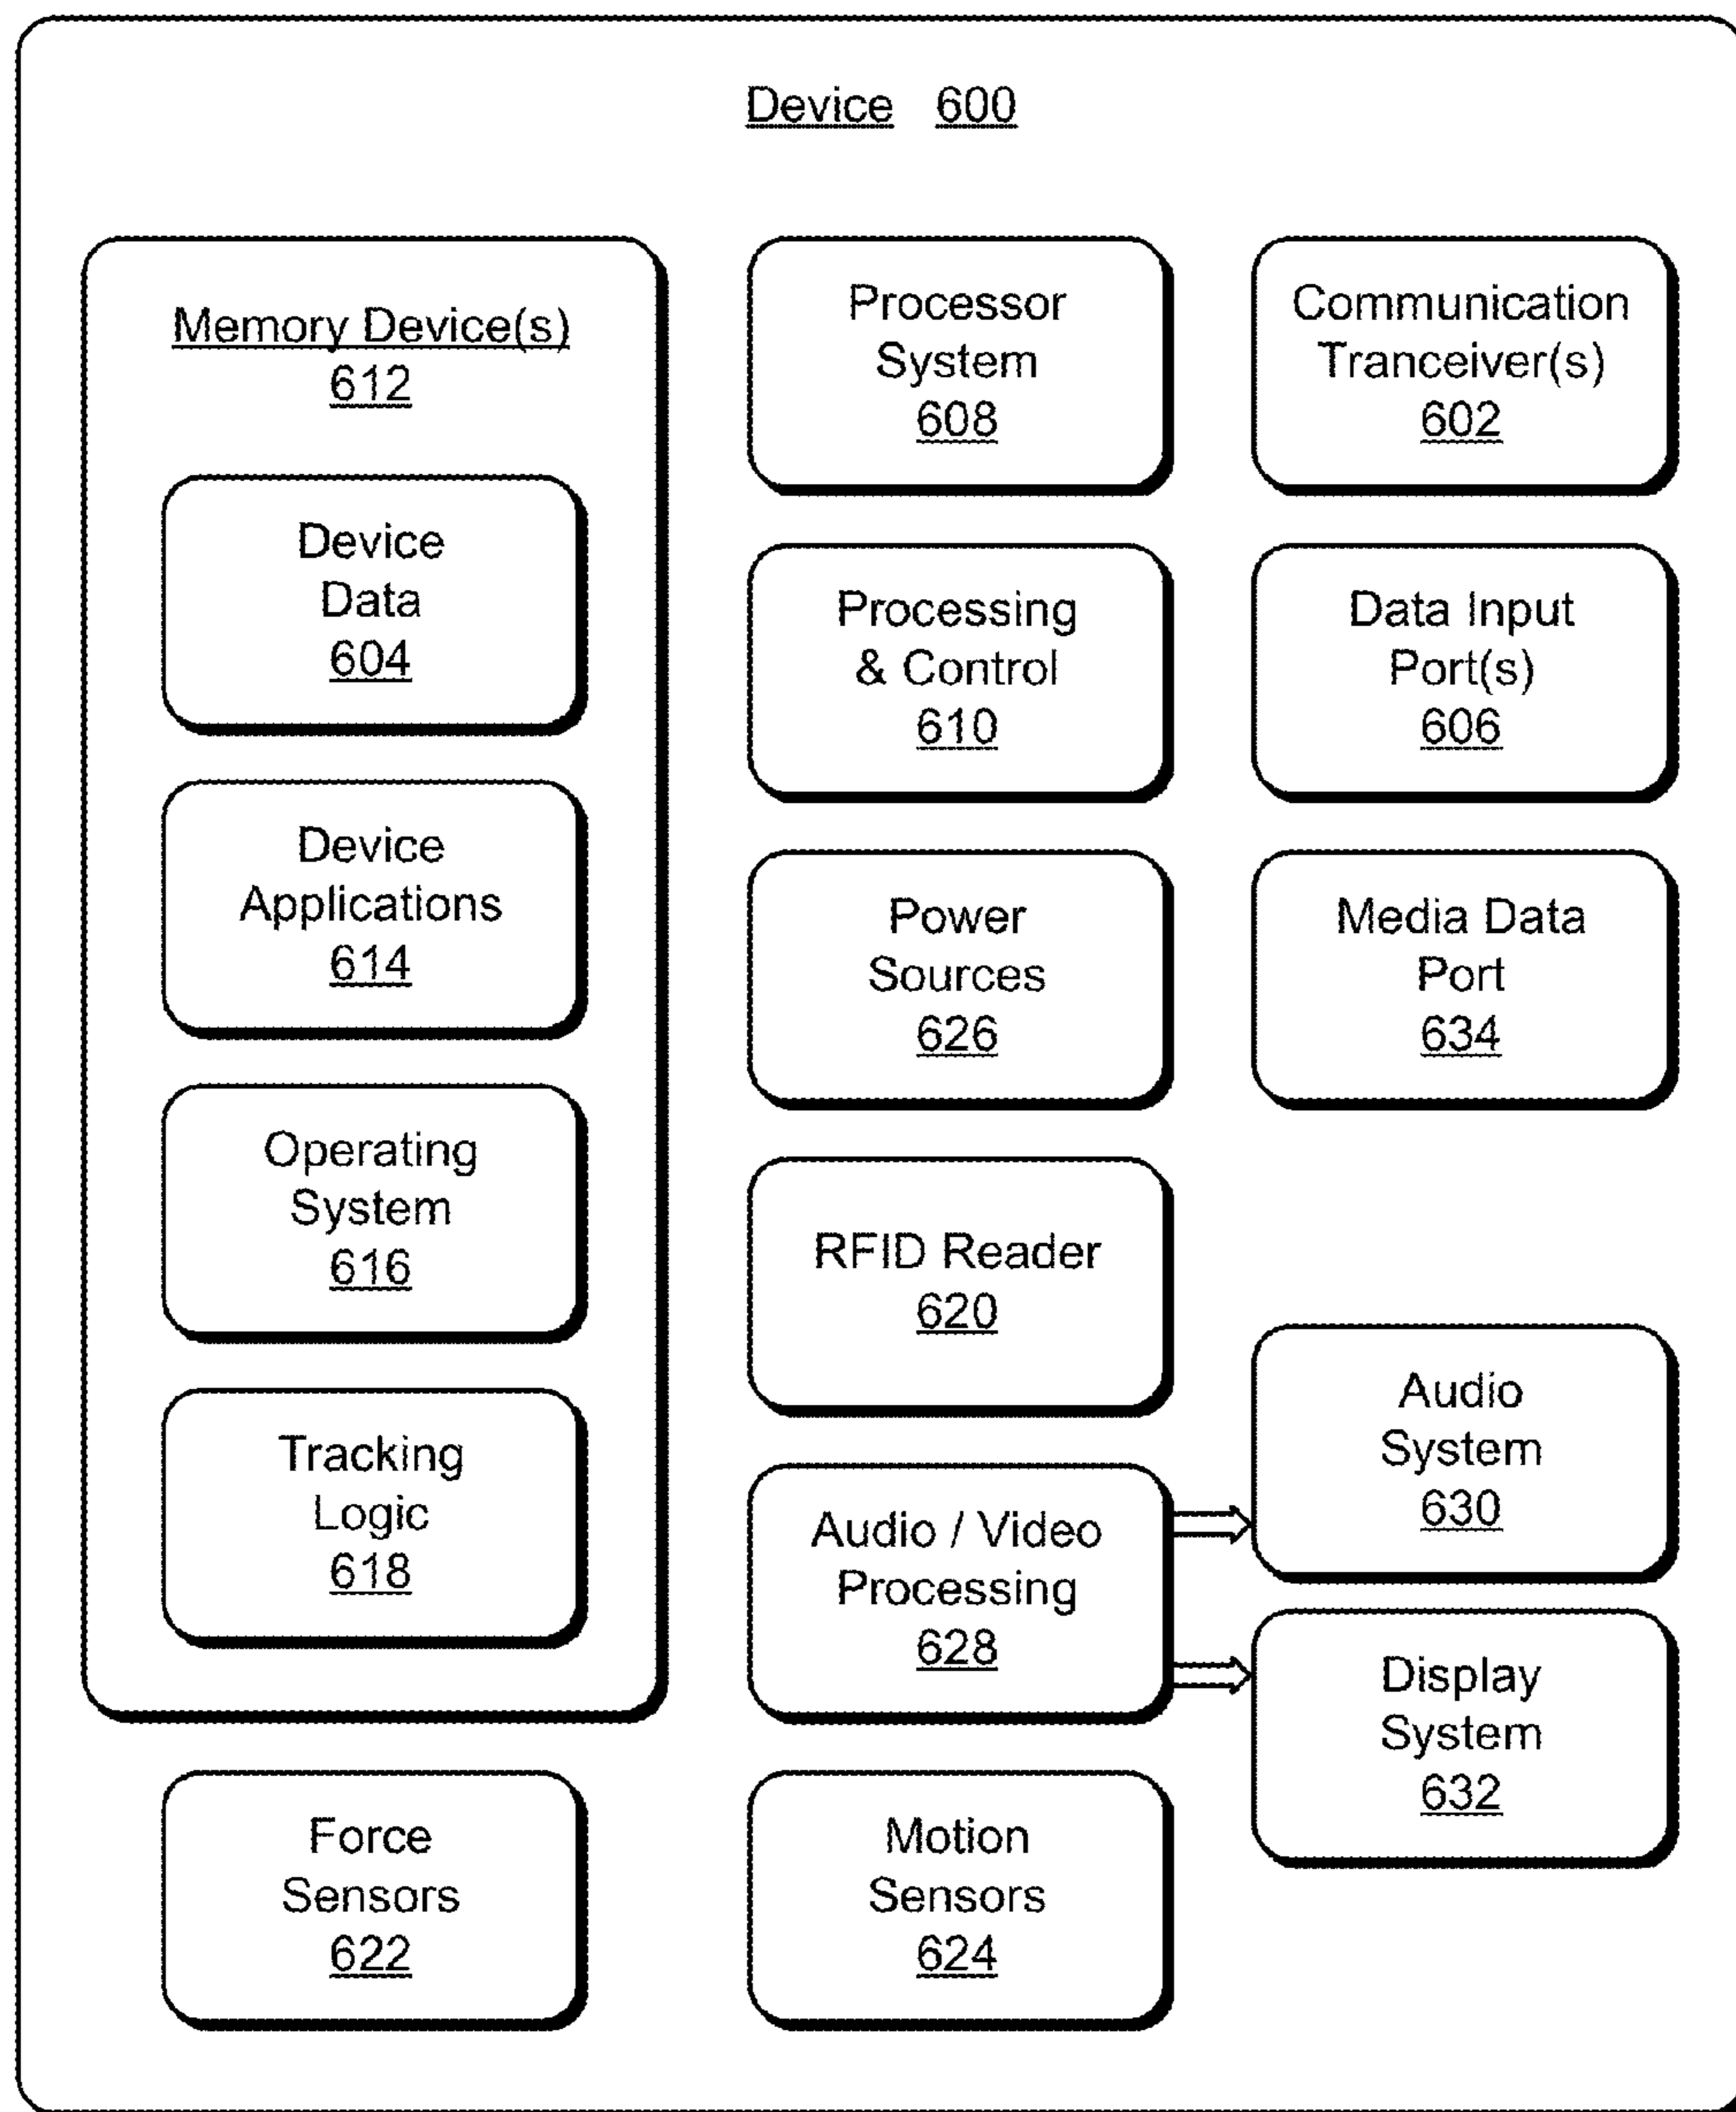 Device 600
Memory Device(s)
612
Device
Data
604
Device
Applications
614
Operating
System
616
Tracking
Logic
618
Force
Sensors
622
Processor
System
608
Processing
& Control
610
Power
Sources
626
RFID Reader
620
Audio / Video
Processing
628
Motion
Sensors
624
Communication
Tranceiver(s)
602
Data Input
Port(s)
606
Media Data
Port
634
Audio
System
630
Display
System
632